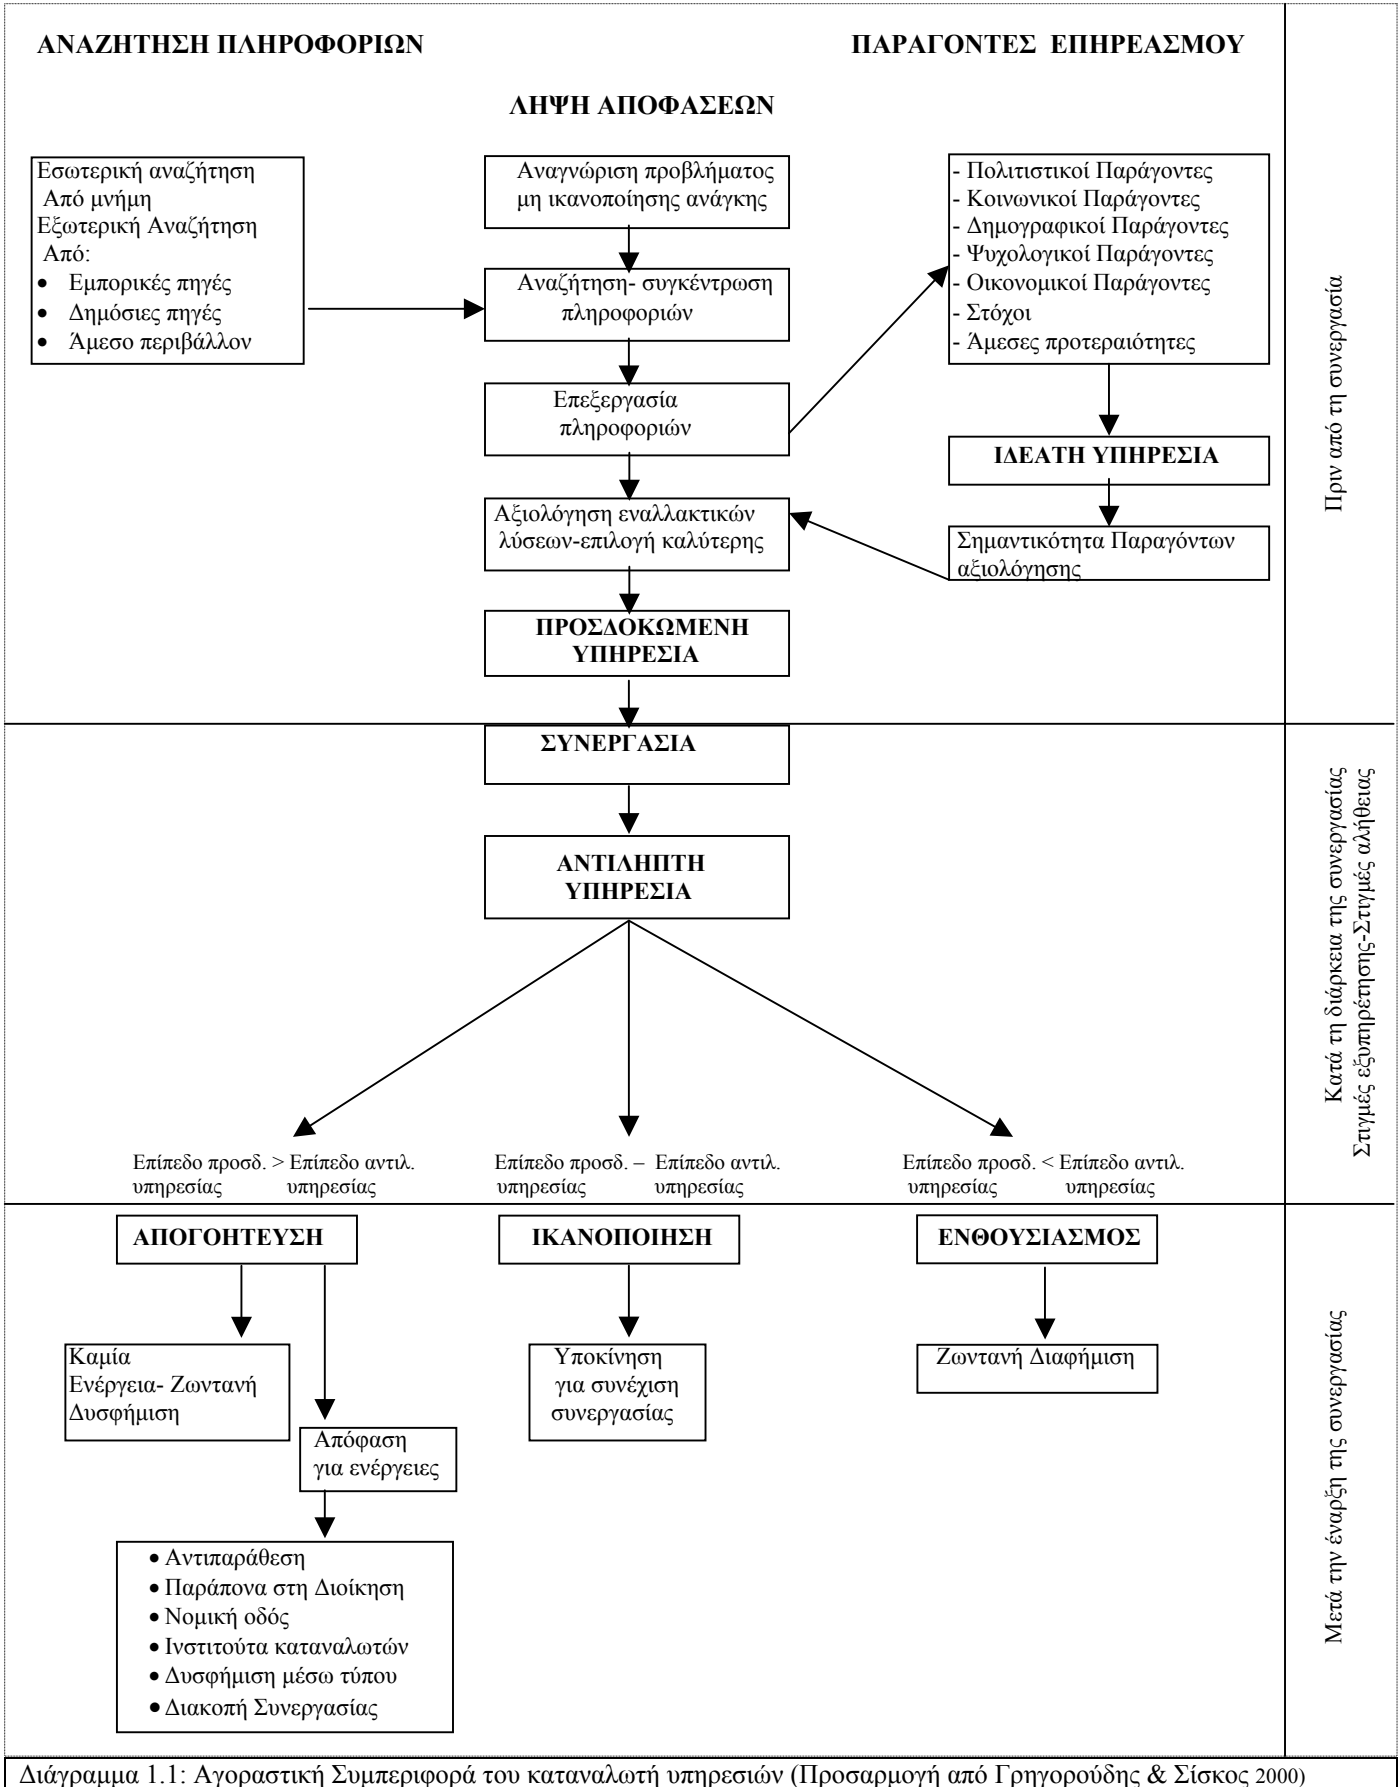 ΑΝΑΖΗΤΗΣΗ ΠΛΗΡΟΦΟΡΙΩΝ
ΠΑΡΑΓΟΝΤΕΣ ΕΠΗΡΕΑΣΜΟΥ
ΛΗΨΗ ΑΠΟΦΑΣΕΩΝ
Εσωτερική αναζήτηση
Από μνήμη
Εξωτερική Αναζήτηση
Από:
• Εμπορικές πηγές
• Δημόσιες πηγές
• Άμεσο περιβάλλον
Αναγνώριση προβλήματος
μη ικανοποίησης ανάγκης
Αναζήτηση- συγκέντρωση
πληροφοριών
Επεξεργασία
πληροφοριών
Αξιολόγηση εναλλακτικών
λύσεων-επιλογή καλύτερης
ΠΡΟΣΔΟΚΩΜΕΝΗ
ΥΠΗΡΕΣΙΑ
- Πολιτιστικοί Παράγοντες
- Κοινωνικοί Παράγοντες
- Δημογραφικοί Παράγοντες
- Ψυχολογικοί Παράγοντες
- Οικονομικοί Παράγοντες
- Στόχοι
- Άμεσες προτεραιότητες
ΙΔΕΑΤΗ ΥΠΗΡΕΣΙΑ
Σημαντικότητα Παραγόντων
αξιολόγησης
Πριν από τη συνεργασία
ΣΥΝΕΡΓΑΣΙΑ
ΑΝΤΙΛΗΠΤΗ
ΥΠΗΡΕΣΙΑ
Επίπεδο προσδ. > Επίπεδο αντιλ.
υπηρεσίας υπηρεσίας
Επίπεδο προσδ. – Επίπεδο αντιλ.
υπηρεσίας υπηρεσίας
Επίπεδο προσδ. < Επίπεδο αντιλ.
υπηρεσίας υπηρεσίας
Κατά τη διάρκεια της συνεργασίας
Στιγμές εξυπηρέτησης-Στιγμές αλήθειας
ΑΠΟΓΟΗΤΕΥΣΗ
ΙΚΑΝΟΠΟΙΗΣΗ
ΕΝΘΟΥΣΙΑΣΜΟΣ
Καμία
Ενέργεια- Ζωντανή
Δυσφήμιση
Απόφαση
για ενέργειες
• Αντιπαράθεση
• Παράπονα στη Διοίκηση
• Νομική οδός
• Ινστιτούτα καταναλωτών
• Δυσφήμιση μέσω τύπου
• Διακοπή Συνεργασίας
Υποκίνηση
για συνέχιση
συνεργασίας
Ζωντανή Διαφήμιση
Μετά την έναρξη της συνεργασίας
Διάγραμμα 1.1: Αγοραστική Συμπεριφορά του καταναλωτή υπηρεσιών (Προσαρμογή από Γρηγορούδης & Σίσκος 2000)